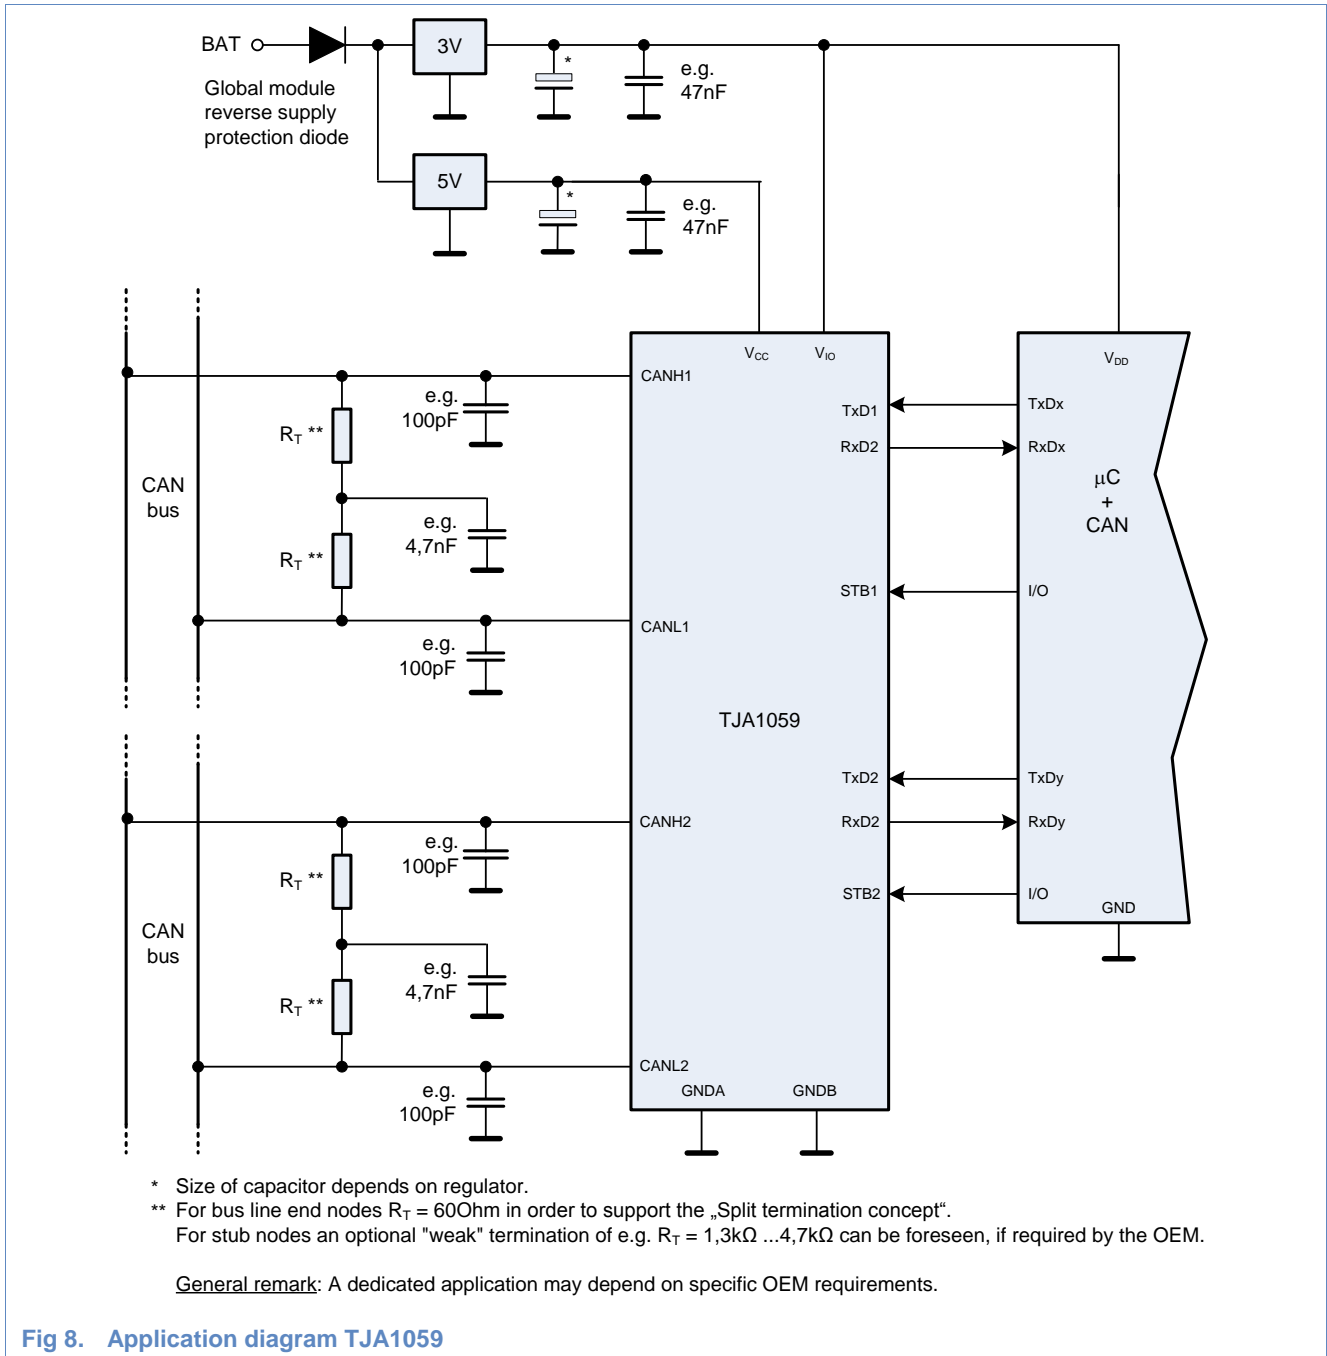 BAT
3V
*
e.g.
47nF
Global module
reverse supply
protection diode
5V
*
e.g.
47nF
VCC
VIO
VDD
CANH1
e.g.
100pF
TxD1
TxDx
RT **
RxD2
RxDx
CAN
bus
µC
+
CAN
e.g.
4,7nF
RT **
STB1
I/O
CANL1
e.g.
100pF
TJA1059
TxD2
TxDy
CANH2
RxD2
RxDy
e.g.
100pF
RT **
STB2
I/O
GND
CAN
bus
e.g.
4,7nF
RT **
CANL2
e.g.
100pF
GNDA
GNDB
* Size of capacitor depends on regulator.
** For bus line end nodes RT = 60Ohm in order to support the „Split termination concept“.
For stub nodes an optional "weak" termination of e.g. RT = 1,3kΩ ...4,7kΩ can be foreseen, if required by the OEM.
General remark: A dedicated application may depend on specific OEM requirements.
Fig 8. Application diagram TJA1059